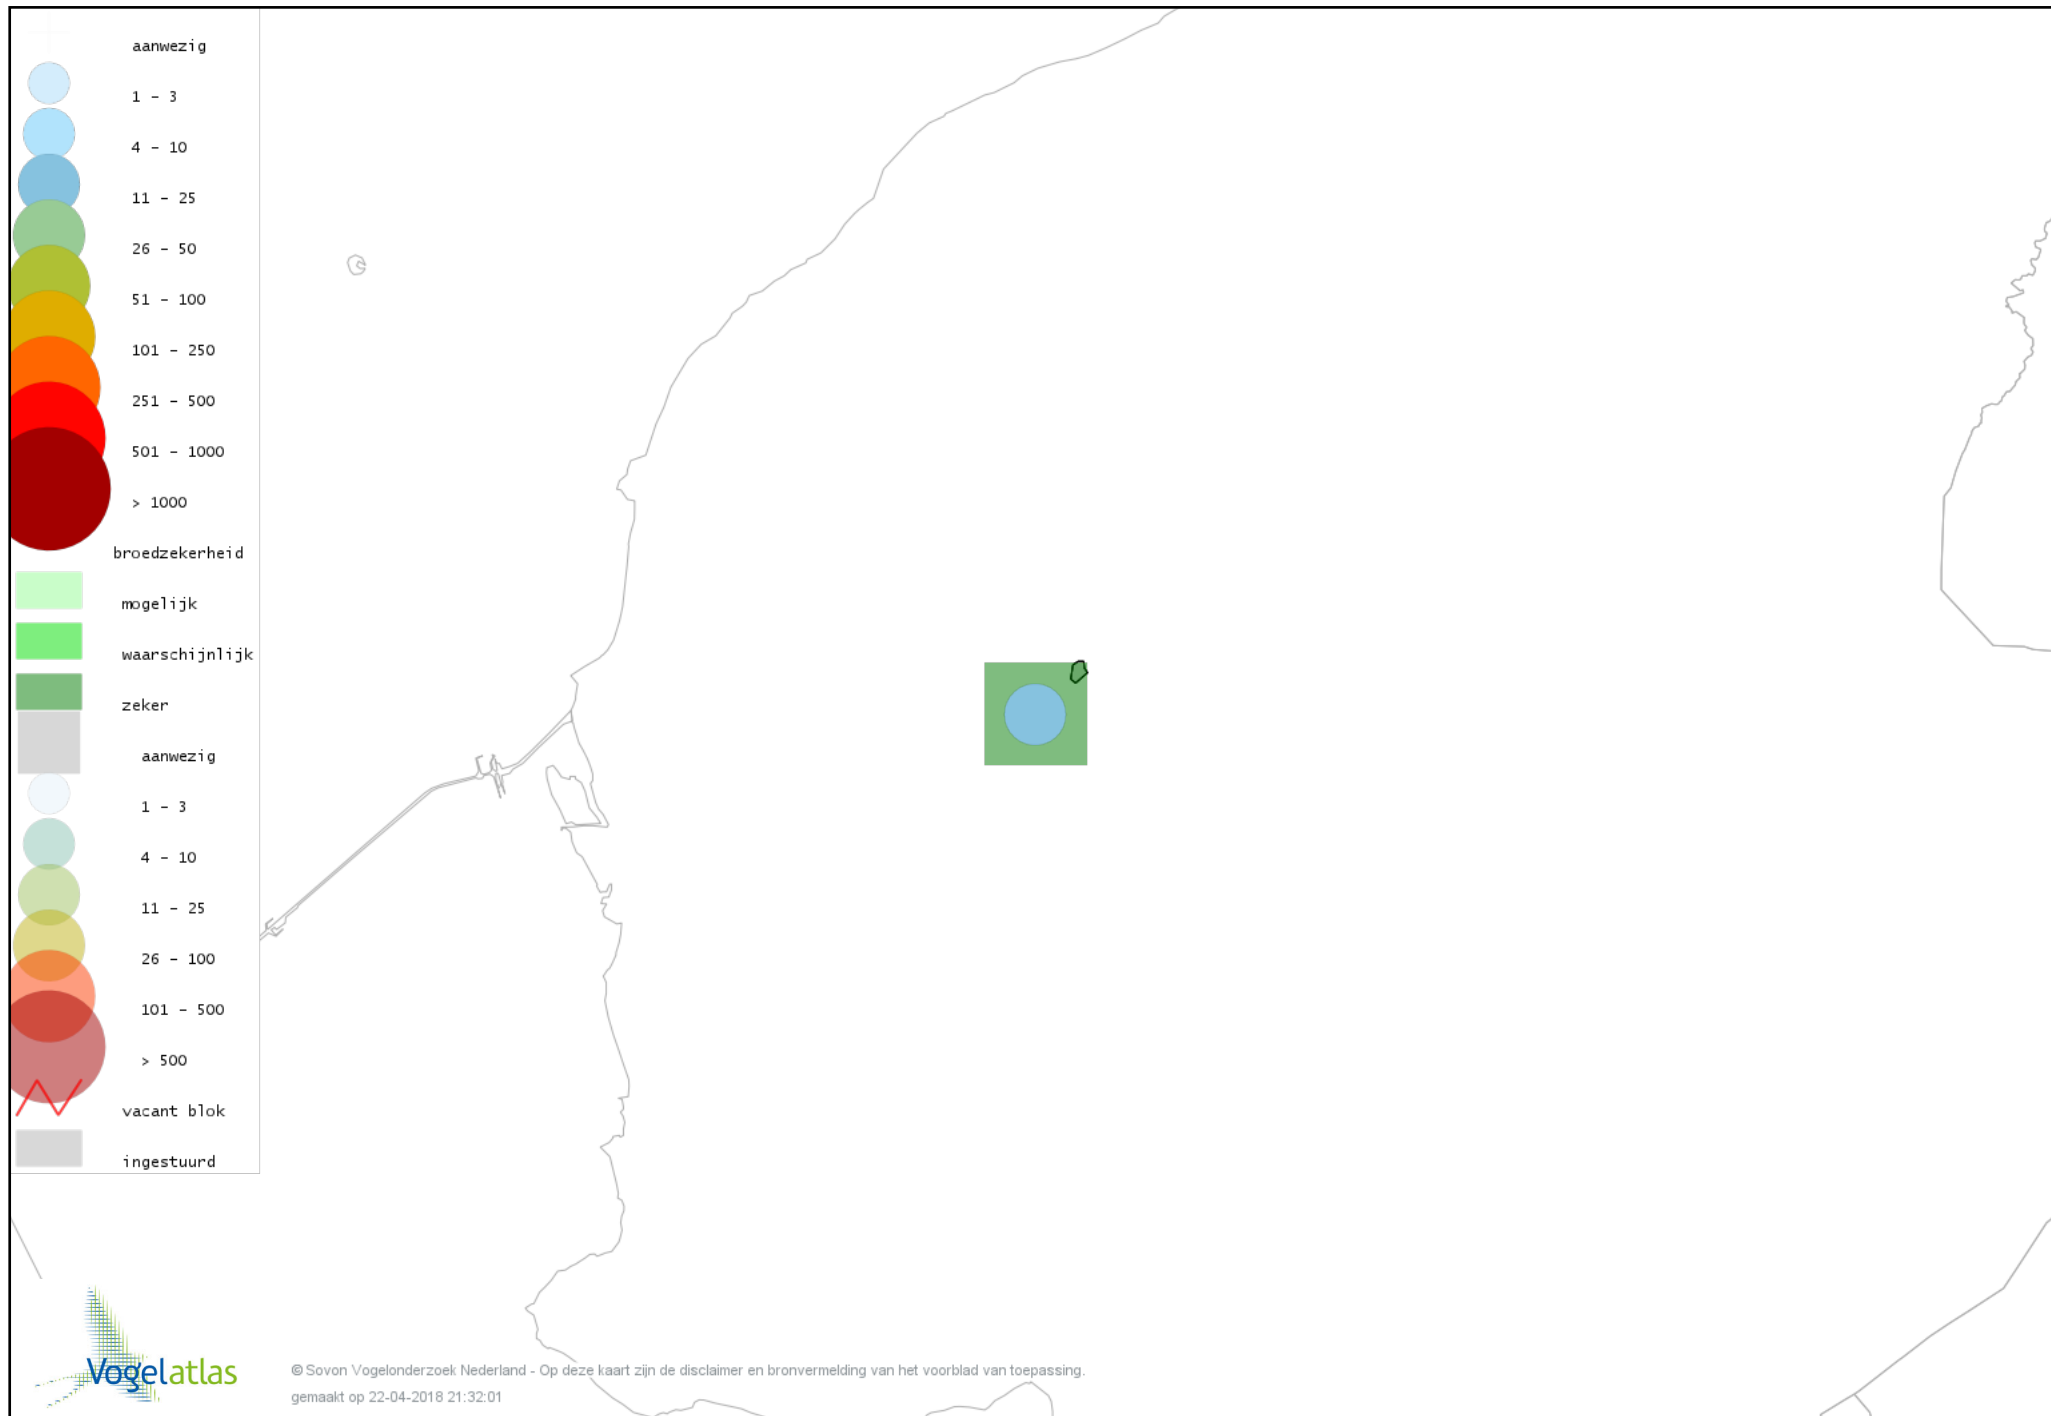 aanwezig
1 - 3
4 - 10
11 - 25
26 - 50
51 - 100
101 - 250
251 - 500
501 - 1000
> 1000
broedzekerheid
mogelijk
waarschijnlijk
zeker
aanwezig
1 - 3
4 - 10
11 - 25
26 - 100
101 - 500
> 500
vacant blok
ingestuurd
Vogelatlas
© Sovon Vogelonderzoek Nederland - Op deze kaart zijn de disclaimer en bronvermelding van het voorblad van toepassing.
gemaakt op 22-04-2018 21:32:01